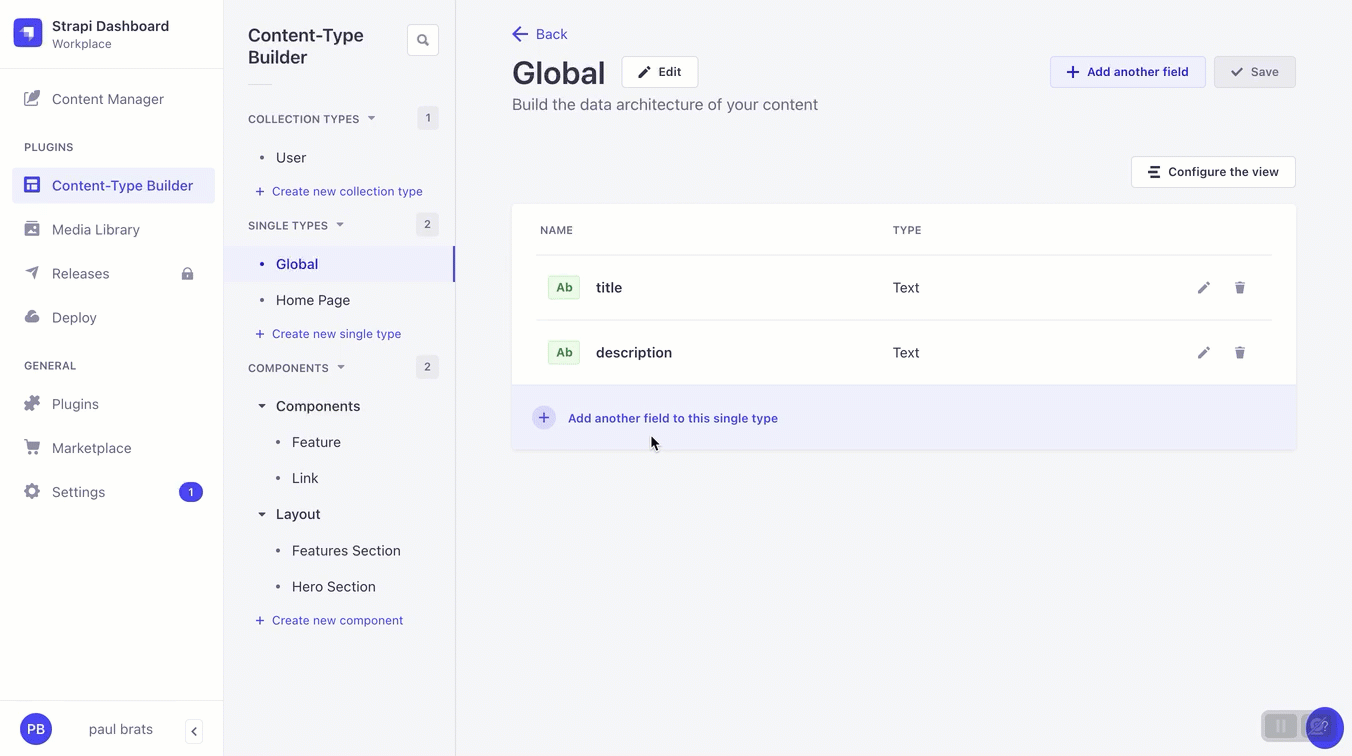 Strapi Dashboard
Workplace
Content Manager
PLUGINS
Content-Type Builder
Media Library
Releases
Deploy
GENERAL
Plugins
Marketplace
Settings
1
PB
paul brats
Content-Type
Builder
COLLECTION TYPES
1
User
+ Create new collection type
SINGLE TYPES
2
Global
Home Page
+ Create new single type
COMPONENTS
2
Components
Feature
Link
Layout
Features Section
Hero Section
+ Create new component
Back
Global
Edit
Add another field
Save
Build the data architecture of your content
Configure the view
NAME TYPE
Ab title Text
Ab description Text
Add another field to this single type
?